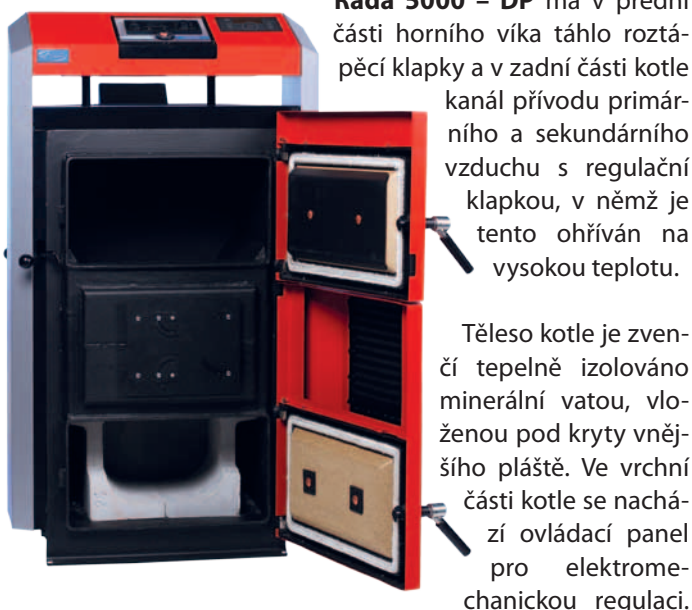 Řada 5000 – DP má v přední
části horního víka táhlo roztá-
pěcí klapky a v zadní části kotle
kanál přívodu primár-
ního a sekundárního
vzduchu s regulační
klapkou, v němž je
tento ohříván na
vysokou teplotu.
Těleso kotle je zven-
čí tepelně izolováno
minerální vatou, vlo-
ženou pod kryty vněj-
šího pláště. Ve vrchní
části kotle se nachá-
zí ovládací panel
pro elektrome-
chanickou regulaci.